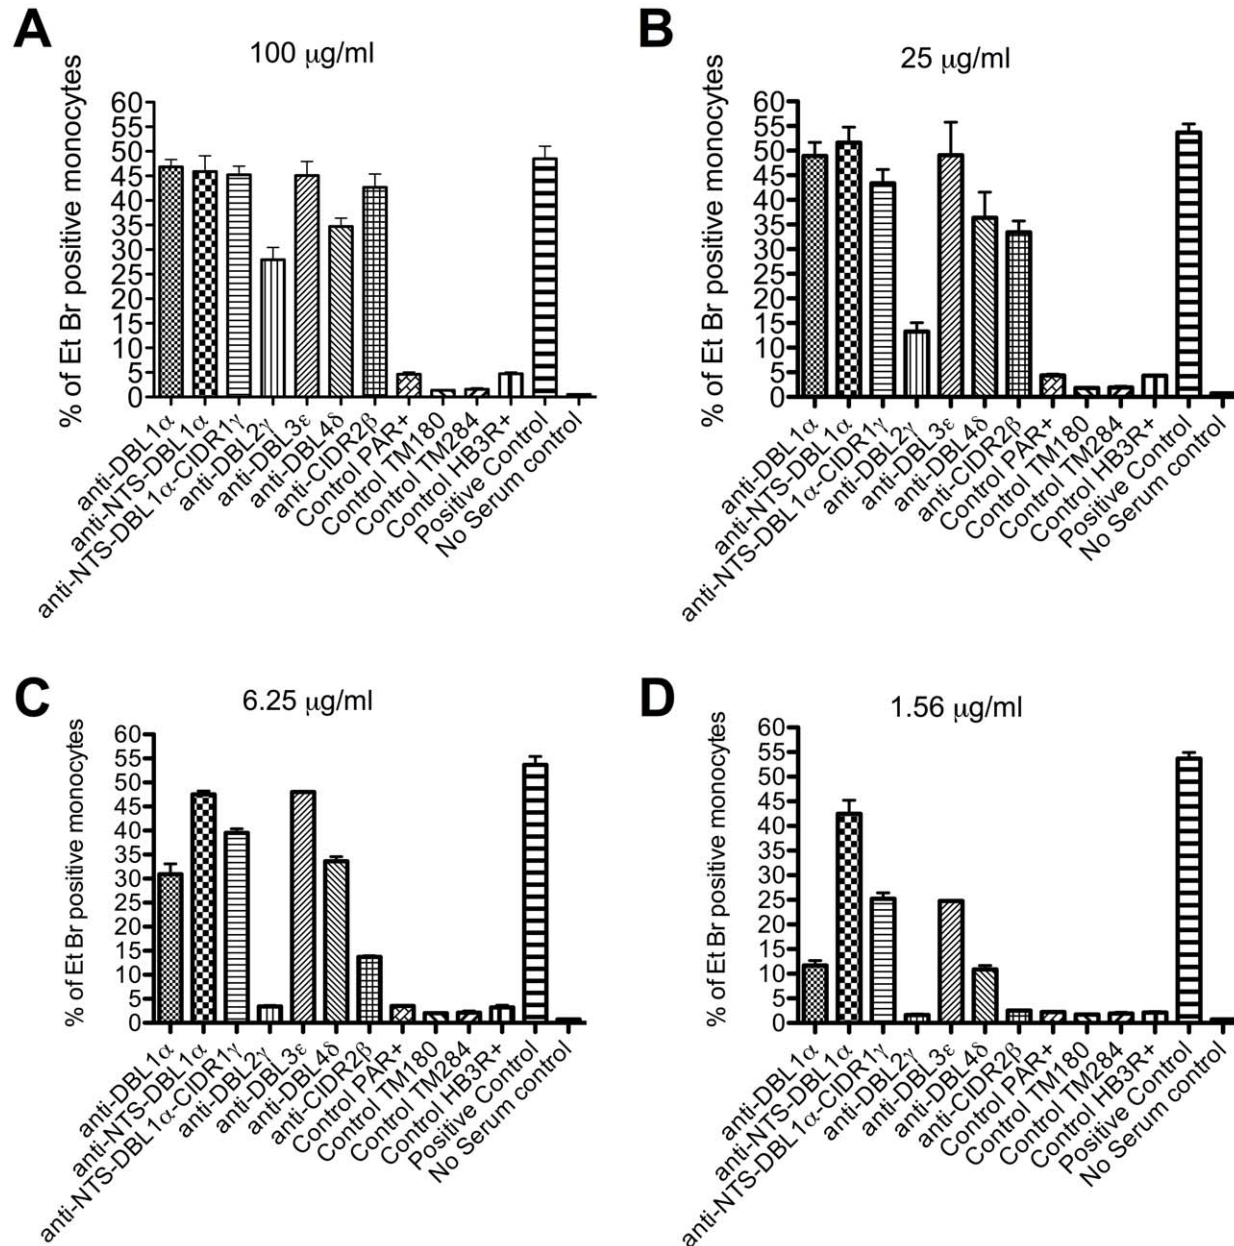 A
100 μg/ml
% of Et Br positive monocytes
60
55
50
45
40
35
30
25
20
15
10
5
0
anti-DBL1α
anti-NTS-DBL1α
anti-NTS-DBL1α-CIDR1γ
anti-DBL2γ
anti-DBL3ε
anti-DBL4δ
anti-CIDR2β
Control PAR+
Control TM180
Control TM284
Control HB3R+
Positive Control
No Serum control
B
25 μg/ml
% of Et Br positive monocytes
60
55
50
45
40
35
30
25
20
15
10
5
0
anti-DBL1α
anti-NTS-DBL1α
anti-NTS-DBL1α-CIDR1γ
anti-DBL2γ
anti-DBL3ε
anti-DBL4δ
anti-CIDR2β
Control PAR+
Control TM180
Control TM284
Control HB3R+
Positive Control
No Serum control
C
6.25 μg/ml
% of Et Br positive monocytes
60
55
50
45
40
35
30
25
20
15
10
5
0
anti-DBL1α
anti-NTS-DBL1α
anti-NTS-DBL1α-CIDR1γ
anti-DBL2γ
anti-DBL3ε
anti-DBL4δ
anti-CIDR2β
Control PAR+
Control TM180
Control TM284
Control HB3R+
Positive Control
No Serum control
D
1.56 μg/ml
% of Et Br positive monocytes
60
55
50
45
40
35
30
25
20
15
10
5
0
anti-DBL1α
anti-NTS-DBL1α
anti-NTS-DBL1α-CIDR1γ
anti-DBL2γ
anti-DBL3ε
anti-DBL4δ
anti-CIDR2β
Control PAR+
Control TM180
Control TM284
Control HB3R+
Positive Control
No Serum control